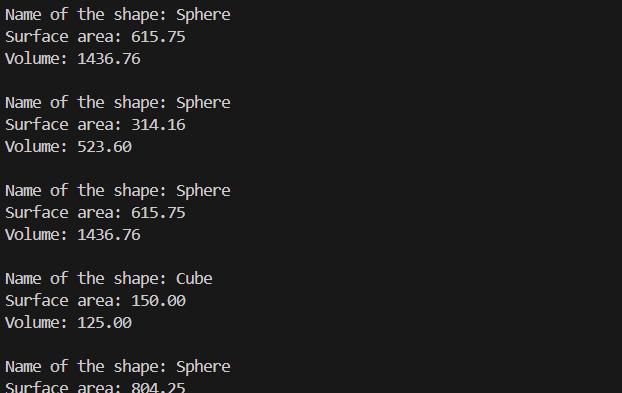 Name of the shape: Sphere
Surface area: 615.75
Volume: 1436.76
Name of the shape: Sphere
Surface area: 314.16
Volume: 523.60
Name of the shape: Sphere
Surface area: 615.75
Volume: 1436.76
Name of the shape: Cube
Surface area: 150.00
Volume: 125.00
Name of the shape: Sphere
Surface area: 804.25